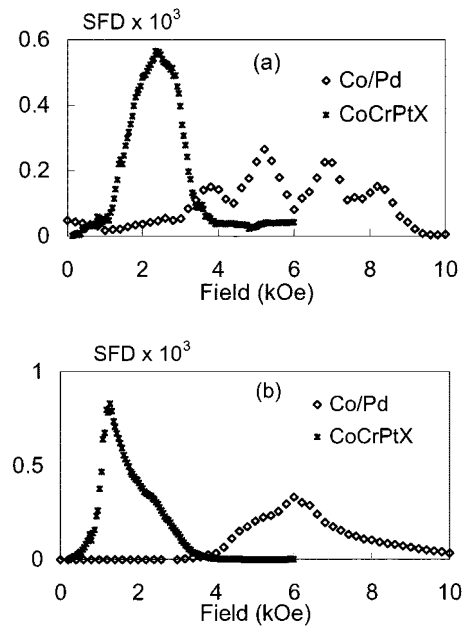 SFD x 10³
0.6
(a)
Co/Pd
0.4
CoCrPtX
0.2
0
0 2 4 6 8 10
Field (kOe)
SFD x 10³
1
(b)
Co/Pd
CoCrPtX
0.5
0
0 2 4 6 8 10
Field (kOe)